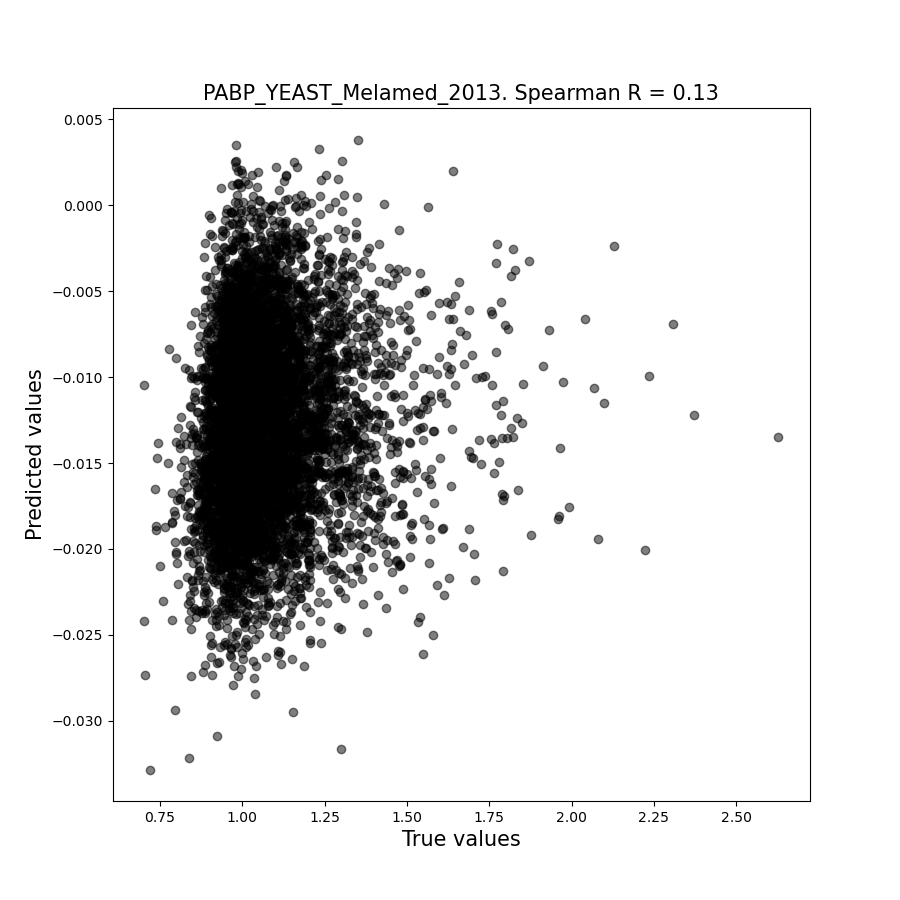 PABP_YEAST_Melamed_2013. Spearman R = 0.13
0.005
0.000
−0.005
−0.010
−0.015
−0.020
−0.025
−0.030
Predicted values
0.75 1.00 1.25 1.50 1.75 2.00 2.25 2.50
True values